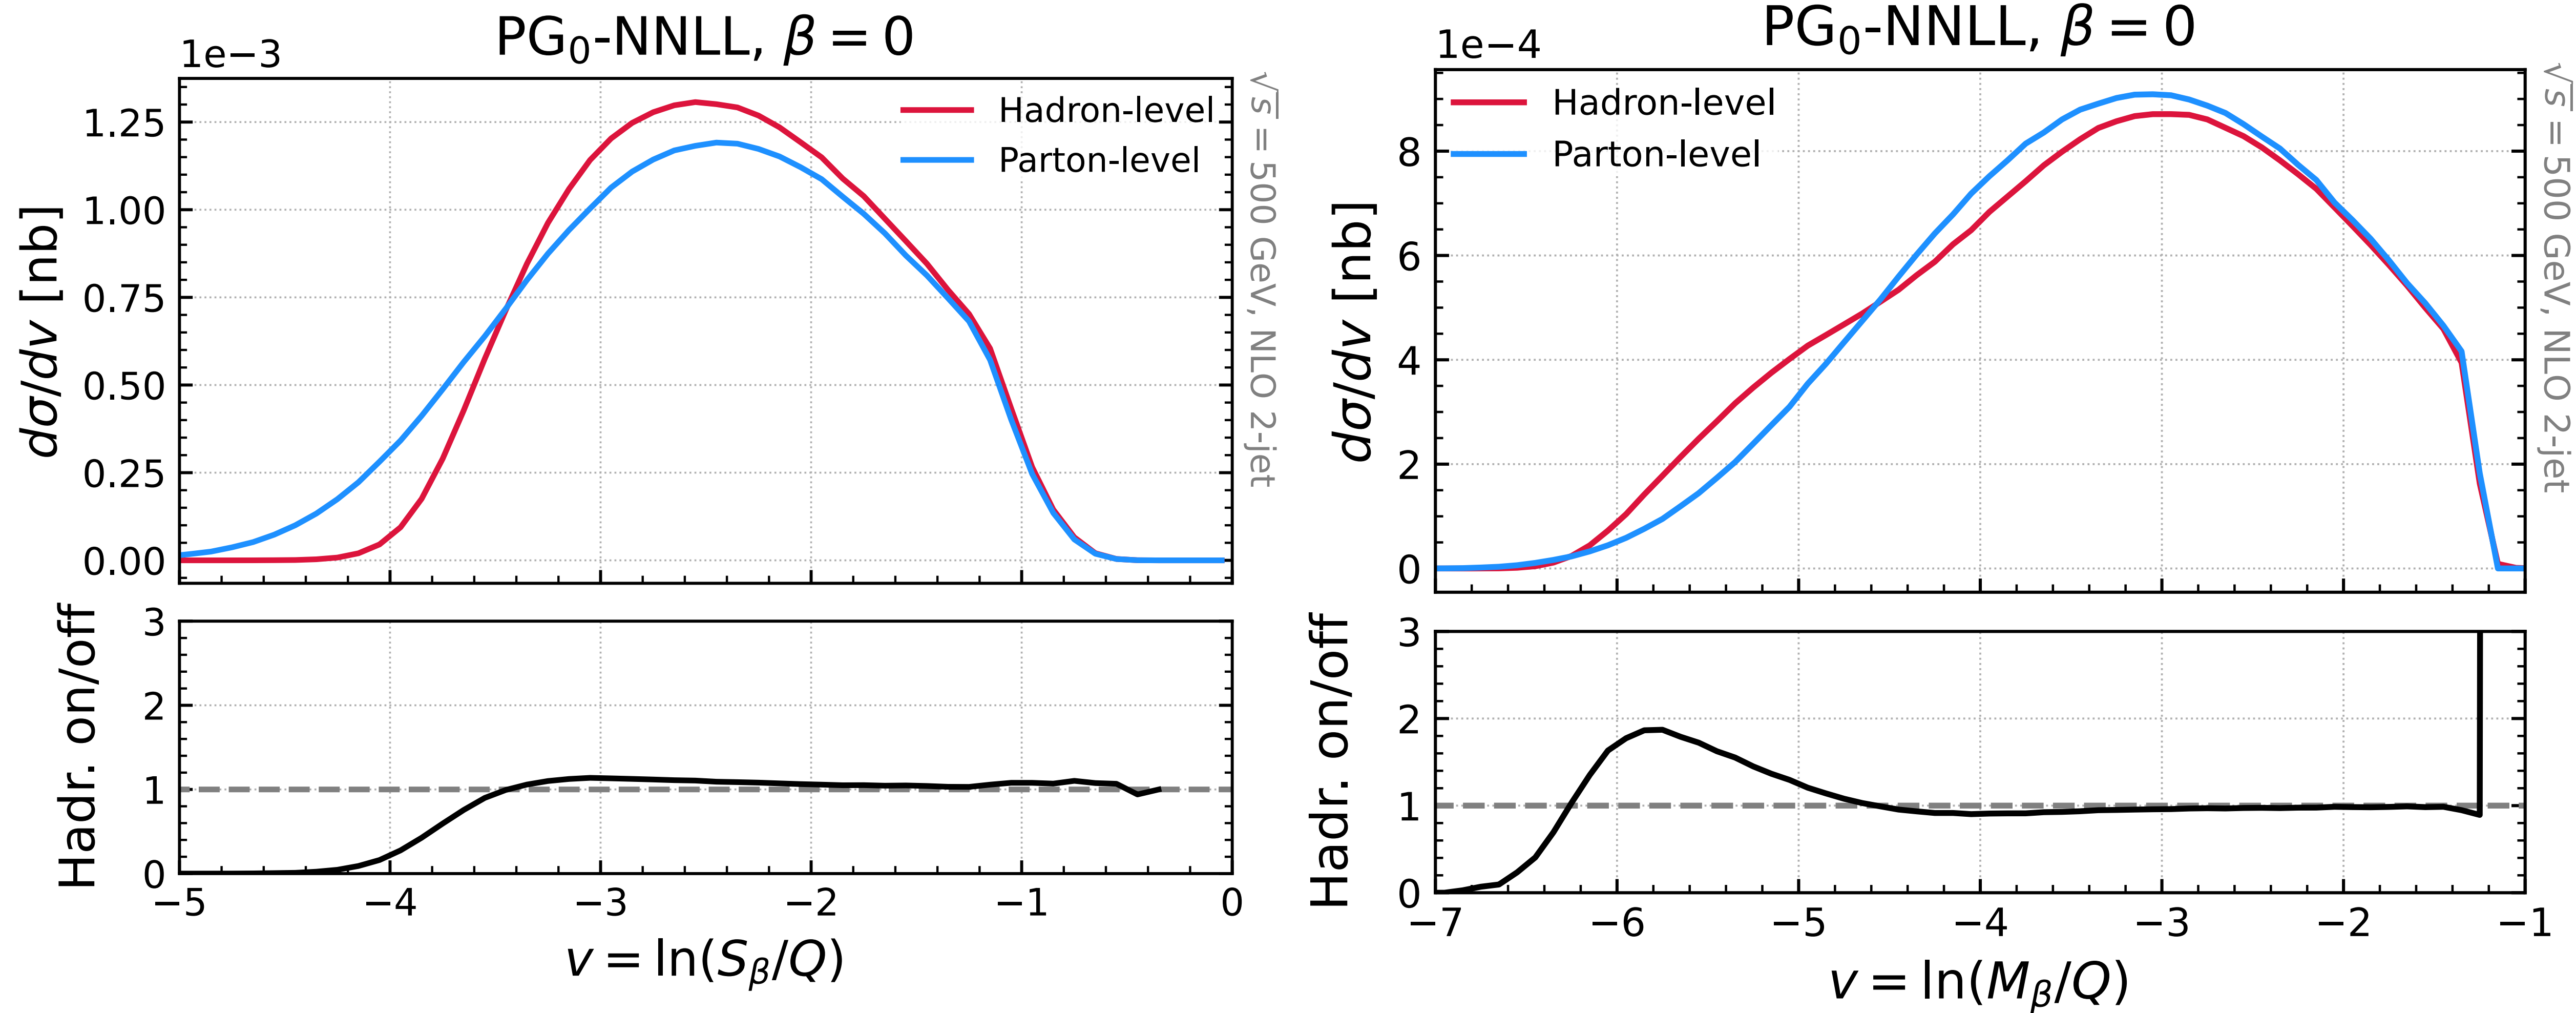 PG₀-NNLL, β = 0
1e−3
Hadron-level
Parton-level
1.25
1.00
0.75
0.50
0.25
0.00
dσ/dv [nb]
√s = 500 GeV, NLO 2-jet
3
2
1
0
Hadr. on/off
−5 −4 −3 −2 −1 0
v = ln(S_β/Q)
PG₀-NNLL, β = 0
1e−4
Hadron-level
Parton-level
8
6
4
2
0
dσ/dv [nb]
√s = 500 GeV, NLO 2-jet
3
2
1
0
Hadr. on/off
−7 −6 −5 −4 −3 −2 −1
v = ln(M_β/Q)